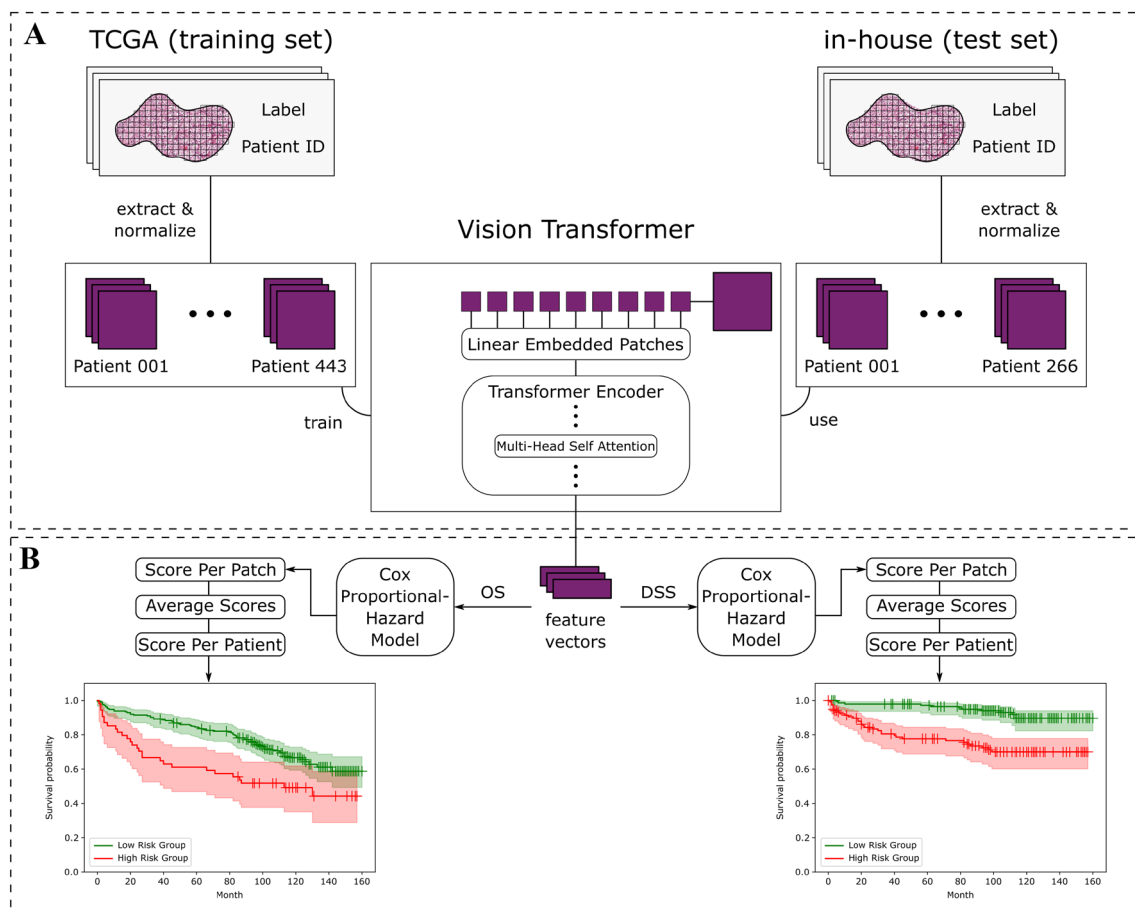 A
TCGA (training set)
Label
Patient ID
extract &
normalize
Patient 001
Patient 443
train
in-house (test set)
Label
Patient ID
extract &
normalize
Patient 001
Patient 266
use
Vision Transformer
Linear Embedded Patches
Transformer Encoder
Multi-Head Self Attention
B
Score Per Patch
Average Scores
Score Per Patient
Cox
Proportional-
Hazard
Model
OS
feature
vectors
DSS
Cox
Proportional-
Hazard
Model
Score Per Patch
Average Scores
Score Per Patient
Survival probability
1.0
0.8
0.6
0.4
0.2
0.0
Low Risk Group
High Risk Group
0 20 40 60 80 100 120 140 160
Month
Survival probability
1.0
0.8
0.6
0.4
0.2
0.0
Low Risk Group
High Risk Group
0 20 40 60 80 100 120 140 160
Month